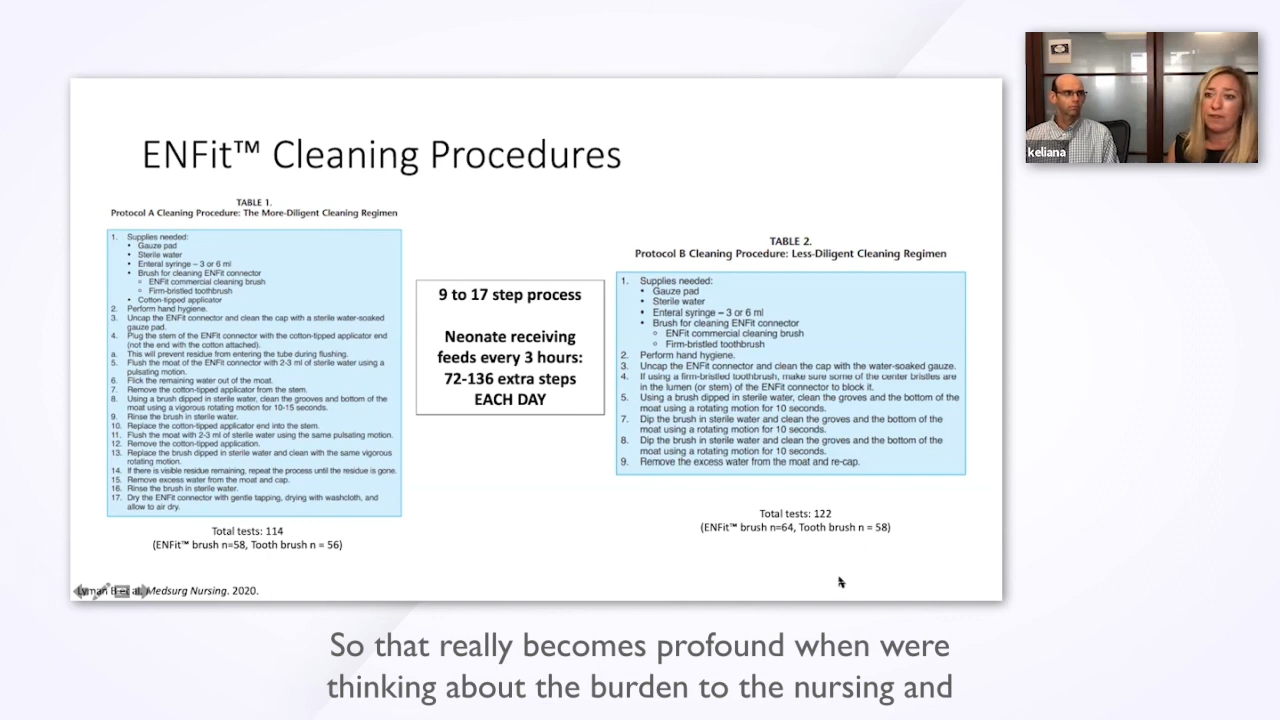 ENFit™ Cleaning Procedures
TABLE 1.
Protocol A Cleaning Procedure: The More-Diligent Cleaning Regimen
1. Supplies needed:
• Gauze pad
• Sterile water
• Enteral syringe – 3 or 6 ml
• Brush for cleaning ENFit connector
○ ENFit commercial cleaning brush
○ Firm-bristled toothbrush
• Cotton-tipped applicator
2. Perform hand hygiene.
3. Uncap the ENFit connector and clean the cap with a sterile water-soaked
gauze pad.
4. Plug the stem of the ENFit connector with the cotton-tipped applicator end
(not the end with the cotton attached).
a. This will prevent residue from entering the tube during flushing.
5. Flush the moat of the ENFit connector with 2-3 ml of sterile water using a
pulsating motion.
6. Flick the remaining water out of the moat.
7. Remove the cotton-tipped applicator from the stem.
8. Using a brush dipped in sterile water, clean the grooves and bottom of the
moat using a vigorous rotating motion for 10-15 seconds.
9. Rinse the brush in sterile water.
10. Replace the cotton-tipped applicator end into the stem.
11. Flush the moat with 2-3 ml of sterile water using the same pulsating motion.
12. Remove the cotton-tipped application.
13. Replace the brush dipped in sterile water and clean with the same vigorous
rotating motion.
14. If there is visible residue remaining, repeat the process until the residue is gone.
15. Remove excess water from the moat and cap.
16. Rinse the brush in sterile water.
17. Dry the ENFit connector with gentle tapping, drying with washcloth, and
allow to air dry.
Total tests: 114
(ENFit™ brush n=58, Tooth brush n = 56)
9 to 17 step process
Neonate receiving
feeds every 3 hours:
72-136 extra steps
EACH DAY
TABLE 2.
Protocol B Cleaning Procedure: Less-Diligent Cleaning Regimen
1. Supplies needed:
• Gauze pad
• Sterile water
• Enteral syringe – 3 or 6 ml
• Brush for cleaning ENFit connector
○ ENFit commercial cleaning brush
○ Firm-bristled toothbrush
2. Perform hand hygiene.
3. Uncap the ENFit connector and clean the cap with the water-soaked gauze.
4. If using a firm-bristled toothbrush, make sure some of the center bristles are
in the lumen (or stem) of the ENFit connector to block it.
5. Using a brush dipped in sterile water, clean the groves and the bottom of the
moat using a rotating motion for 10 seconds.
7. Dip the brush in sterile water and clean the groves and the bottom of the
moat using a rotating motion for 10 seconds.
8. Dip the brush in sterile water and clean the groves and the bottom of the
moat using a rotating motion for 10 seconds.
9. Remove the excess water from the moat and re-cap.
Total tests: 122
(ENFit™ brush n=64, Tooth brush n = 58)
Lyman B et al, Medsurg Nursing. 2020.
keliana
So that really becomes profound when were
thinking about the burden to the nursing and